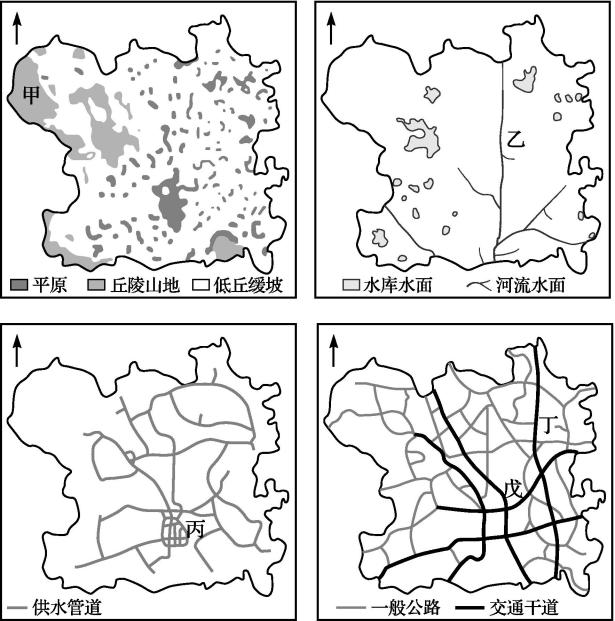 甲
平原 丘陵山地 低丘缓坡
乙
水库水面 河流水面
丙
供水管道
丁
戊
一般公路 交通干道